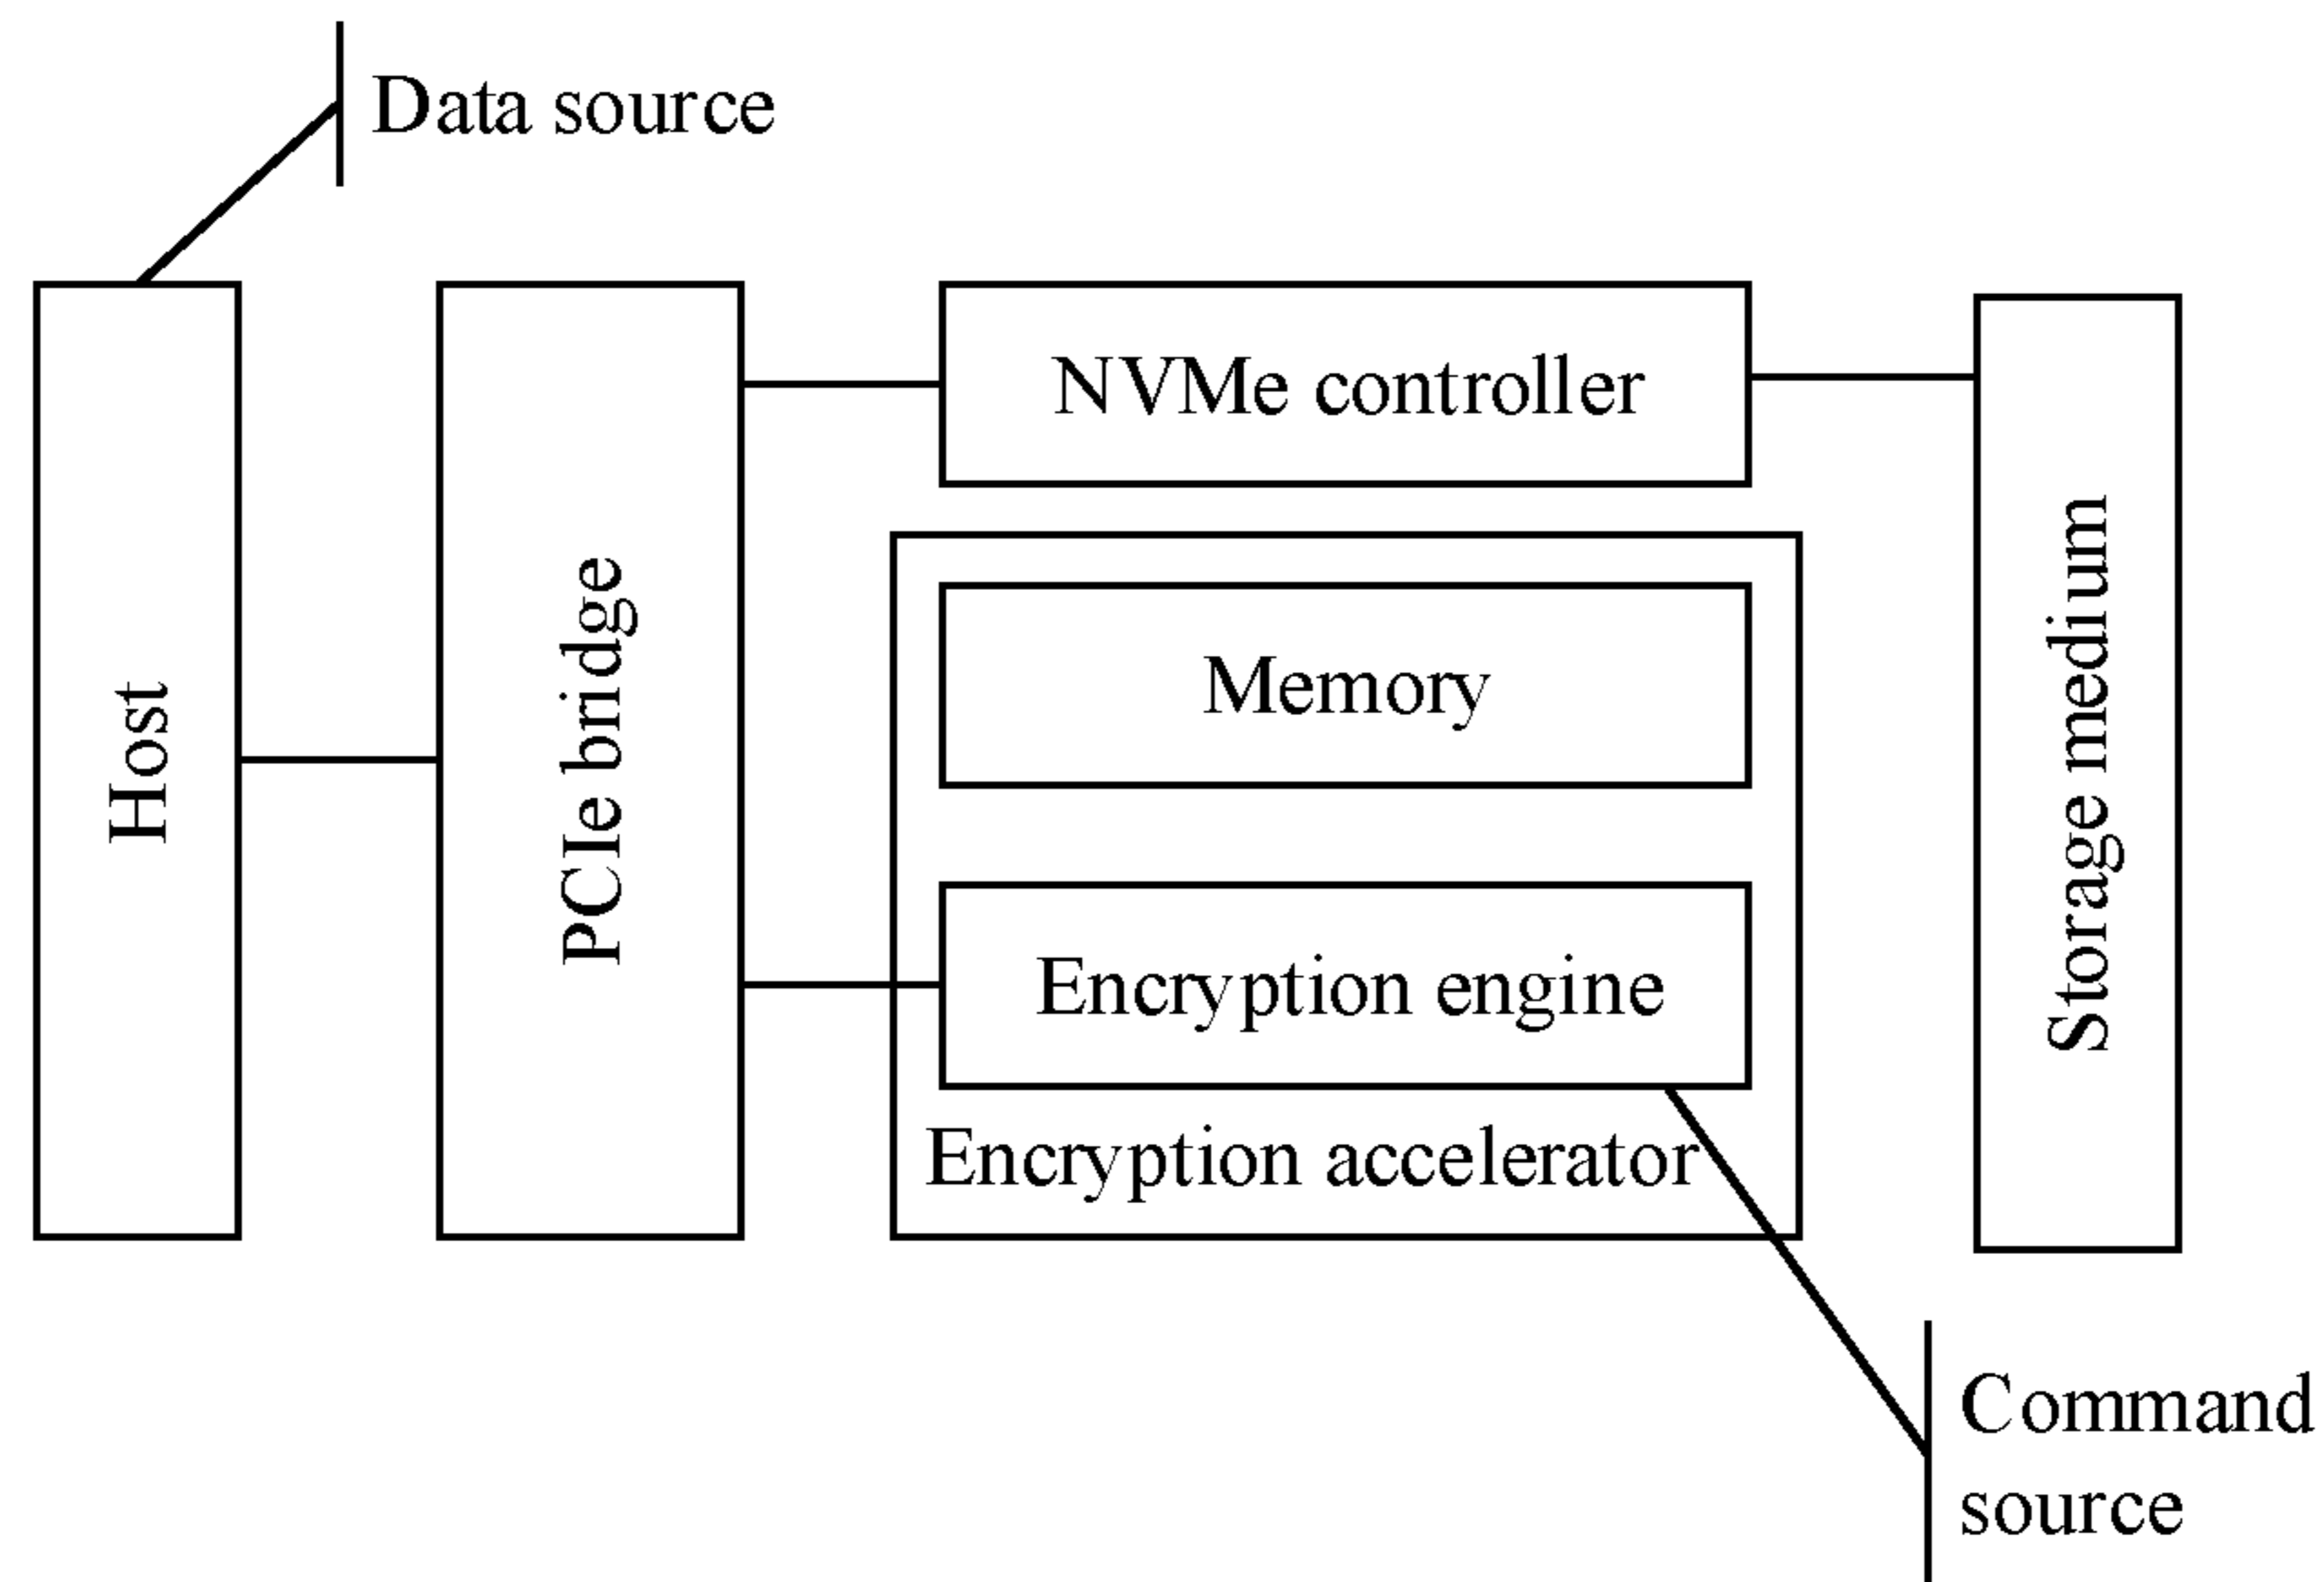 Data source
Host
PCIe bridge
NVMe controller
Memory
Encryption engine
Encryption accelerator
Storage medium
Command
source